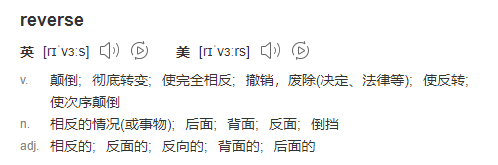 reverse
英 [rɪˈvɜːs] 美 [rɪˈvɜːrs]
v. 颠倒; 彻底转变; 使完全相反; 撤销，废除(决定、法律等); 使反转;
使次序颠倒
n. 相反的情况(或事物); 后面; 背面; 反面; 倒挡
adj. 相反的; 反面的; 反向的; 背面的; 后面的